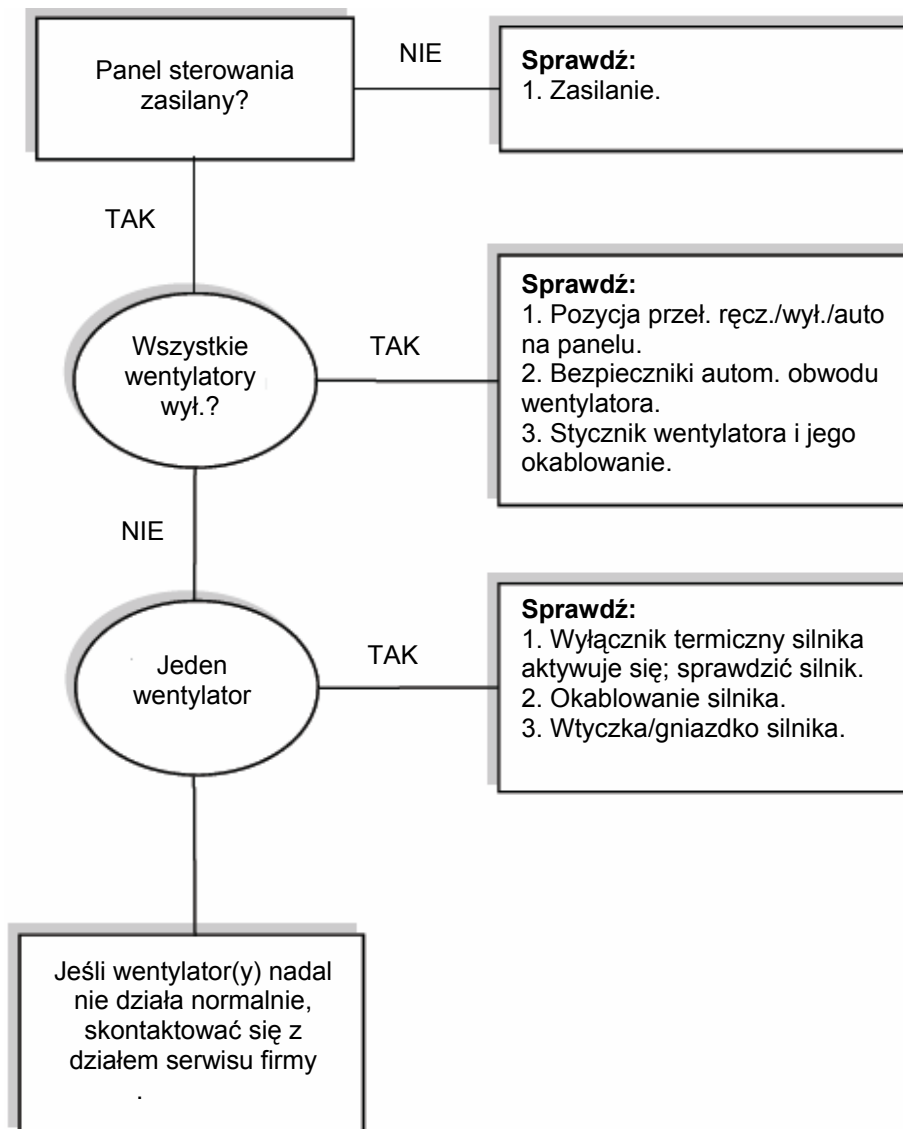 Panel sterowania
zasilany?
NIE
Sprawdź:
1. Zasilanie.
TAK
Wszystkie
wentylatory
wył.?
TAK
Sprawdź:
1. Pozycja przeł. ręcz./wył./auto
na panelu.
2. Bezpieczniki autom. obwodu
wentylatora.
3. Stycznik wentylatora i jego
okablowanie.
NIE
Jeden
wentylator
TAK
Sprawdź:
1. Wyłącznik termiczny silnika
aktywuje się; sprawdzić silnik.
2. Okablowanie silnika.
3. Wtyczka/gniazdko silnika.
Jeśli wentylator(y) nadal
nie działa normalnie,
skontaktować się z
działem serwisu firmy
.